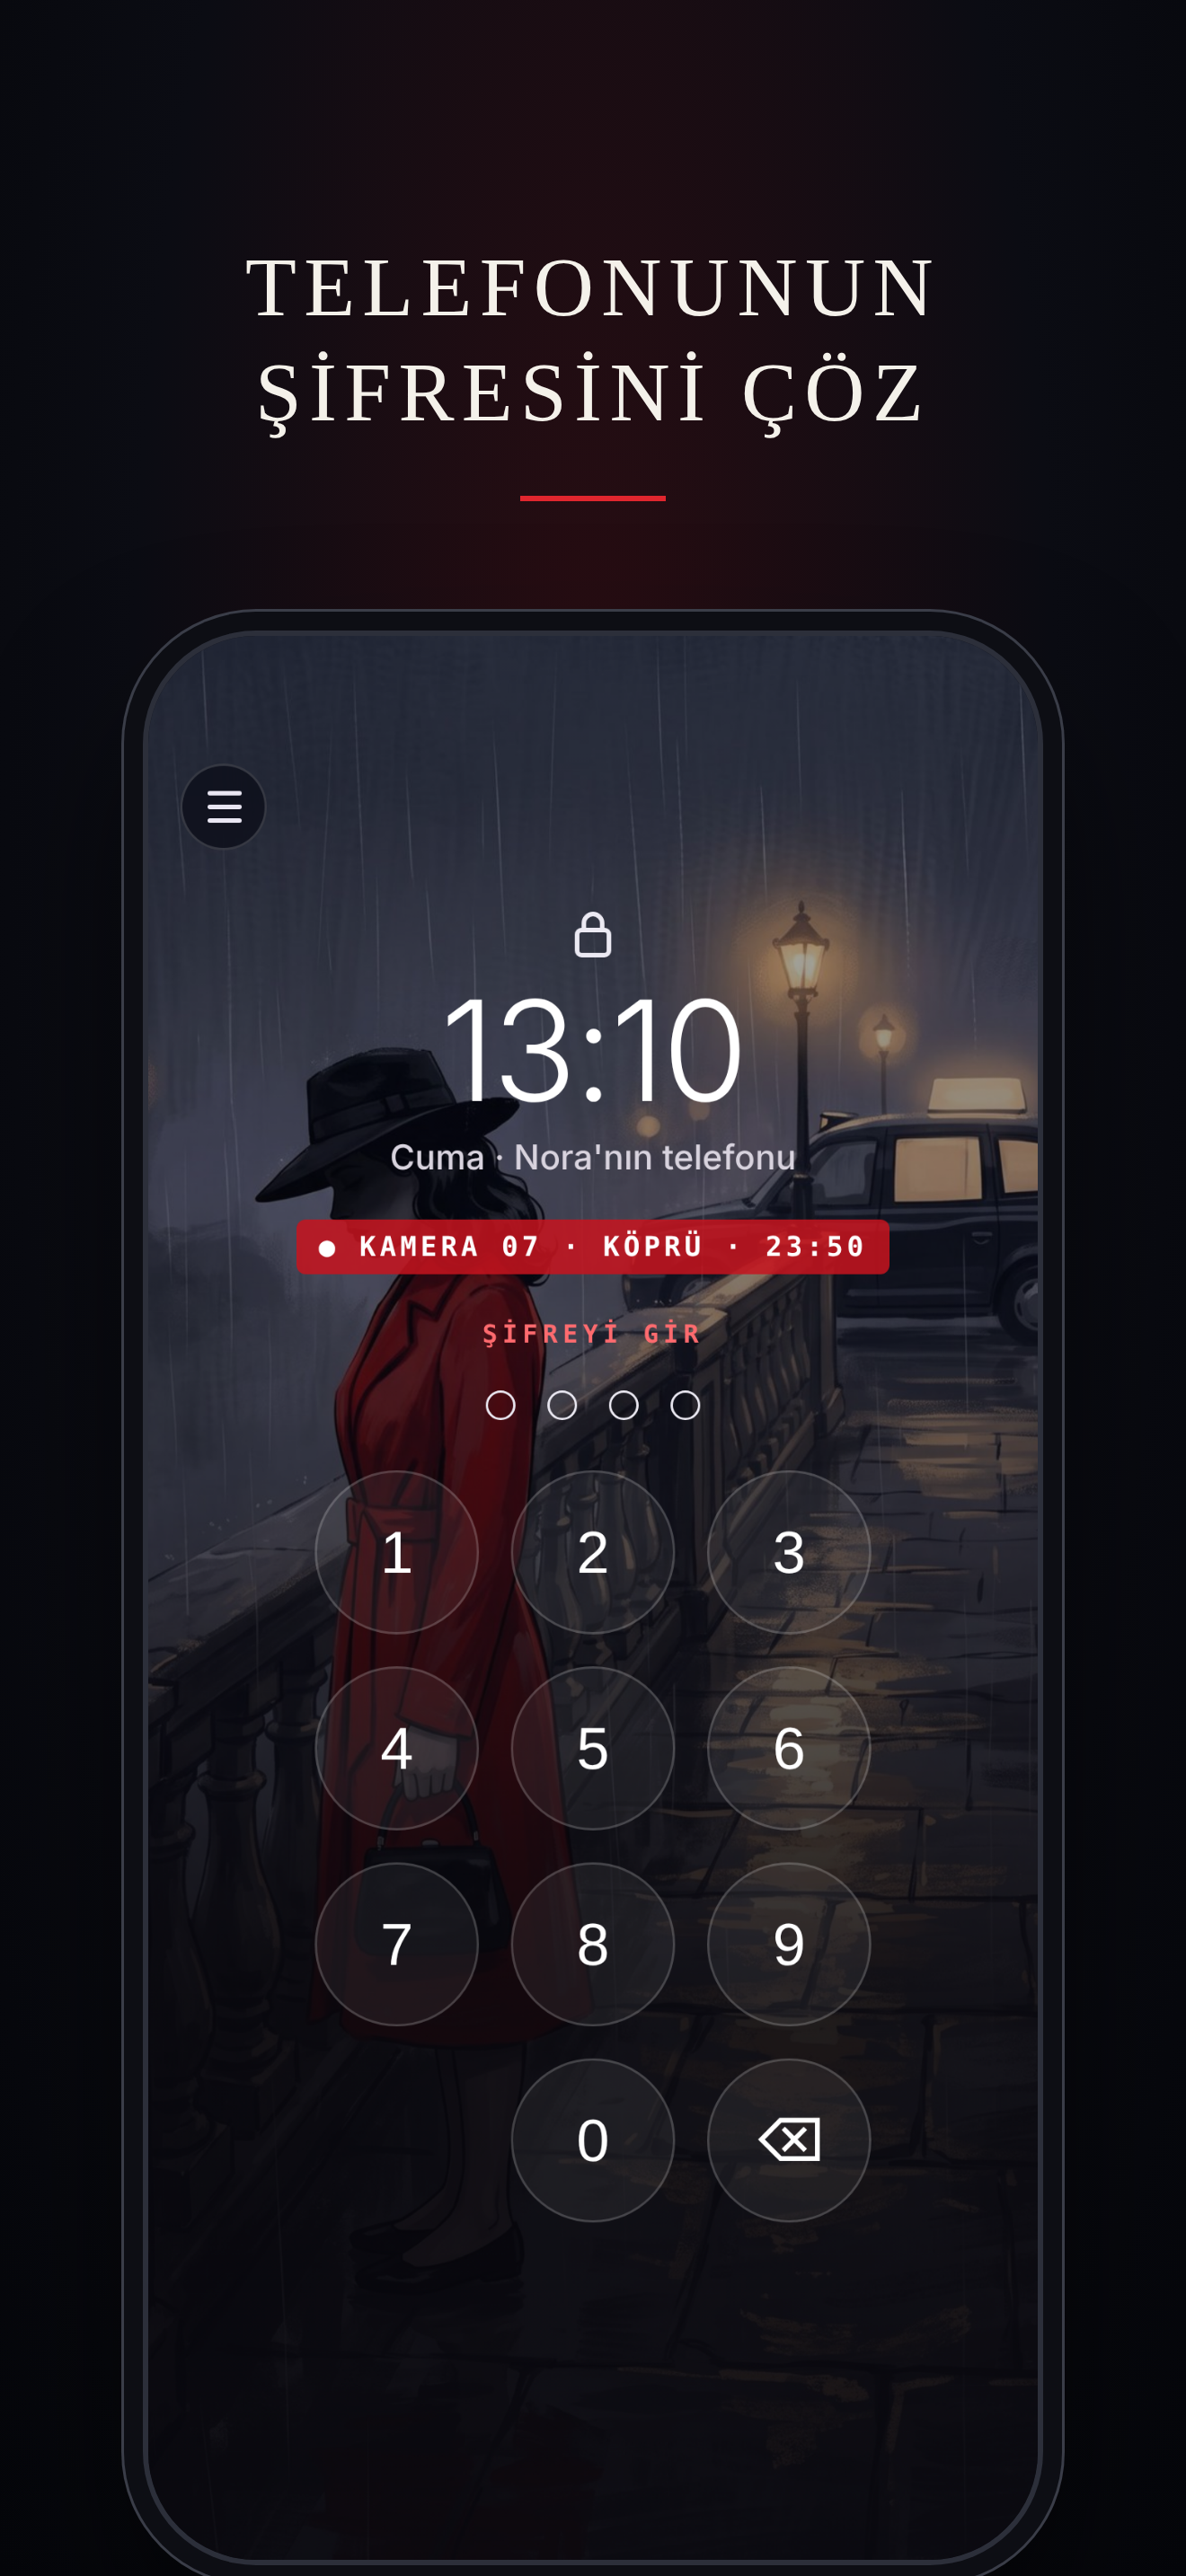 TELEFONUNUN
ŞİFRESİNİ ÇÖZ
13:10
Cuma · Nora'nın telefonu
● KAMERA 07 · KÖPRÜ · 23:50
ŞİFREYİ GİR
1 2 3
4 5 6
7 8 9
0